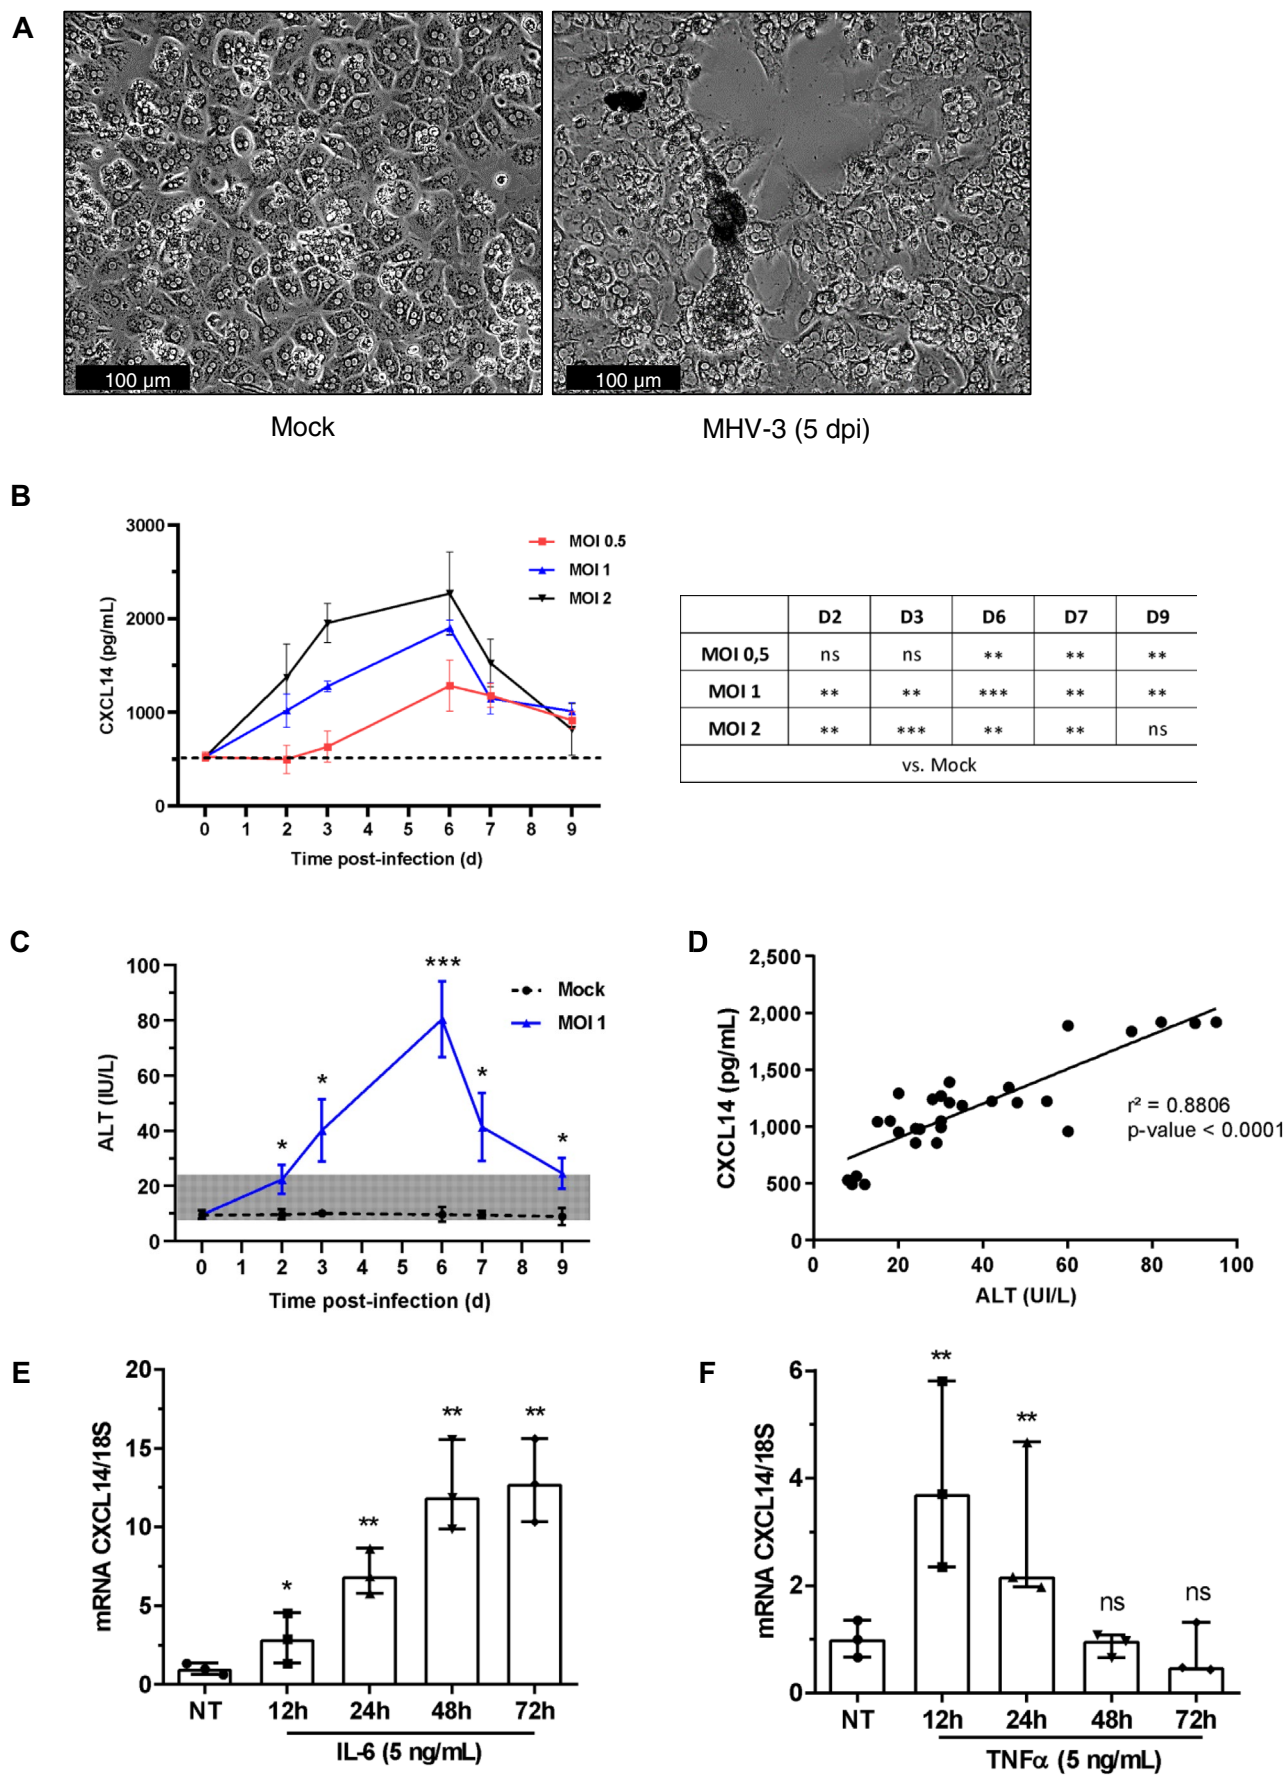 A
100 µm
100 µm
Mock
MHV-3 (5 dpi)
B
3000
2000
1000
0
CXCL14 (pg/mL)
MOI 0.5
MOI 1
MOI 2
0 1 2 3 4 5 6 7 8 9
Time post-infection (d)
D2 D3 D6 D7 D9
MOI 0,5 ns ns ** ** **
MOI 1 ** ** *** ** **
MOI 2 ** *** ** ** ns
vs. Mock
C
100
80
60
40
20
0
ALT (IU/L)
* * *** * *
Mock
MOI 1
0 1 2 3 4 5 6 7 8 9
Time post-infection (d)
D
2,500
2,000
1,500
1,000
500
0
CXCL14 (pg/mL)
r² = 0.8806
p-value < 0.0001
0 20 40 60 80 100
ALT (UI/L)
E
20
15
10
5
0
mRNA CXCL14/18S
* ** ** **
NT 12h 24h 48h 72h
IL-6 (5 ng/mL)
F
6
4
2
0
mRNA CXCL14/18S
** ** ns ns
NT 12h 24h 48h 72h
TNFα (5 ng/mL)